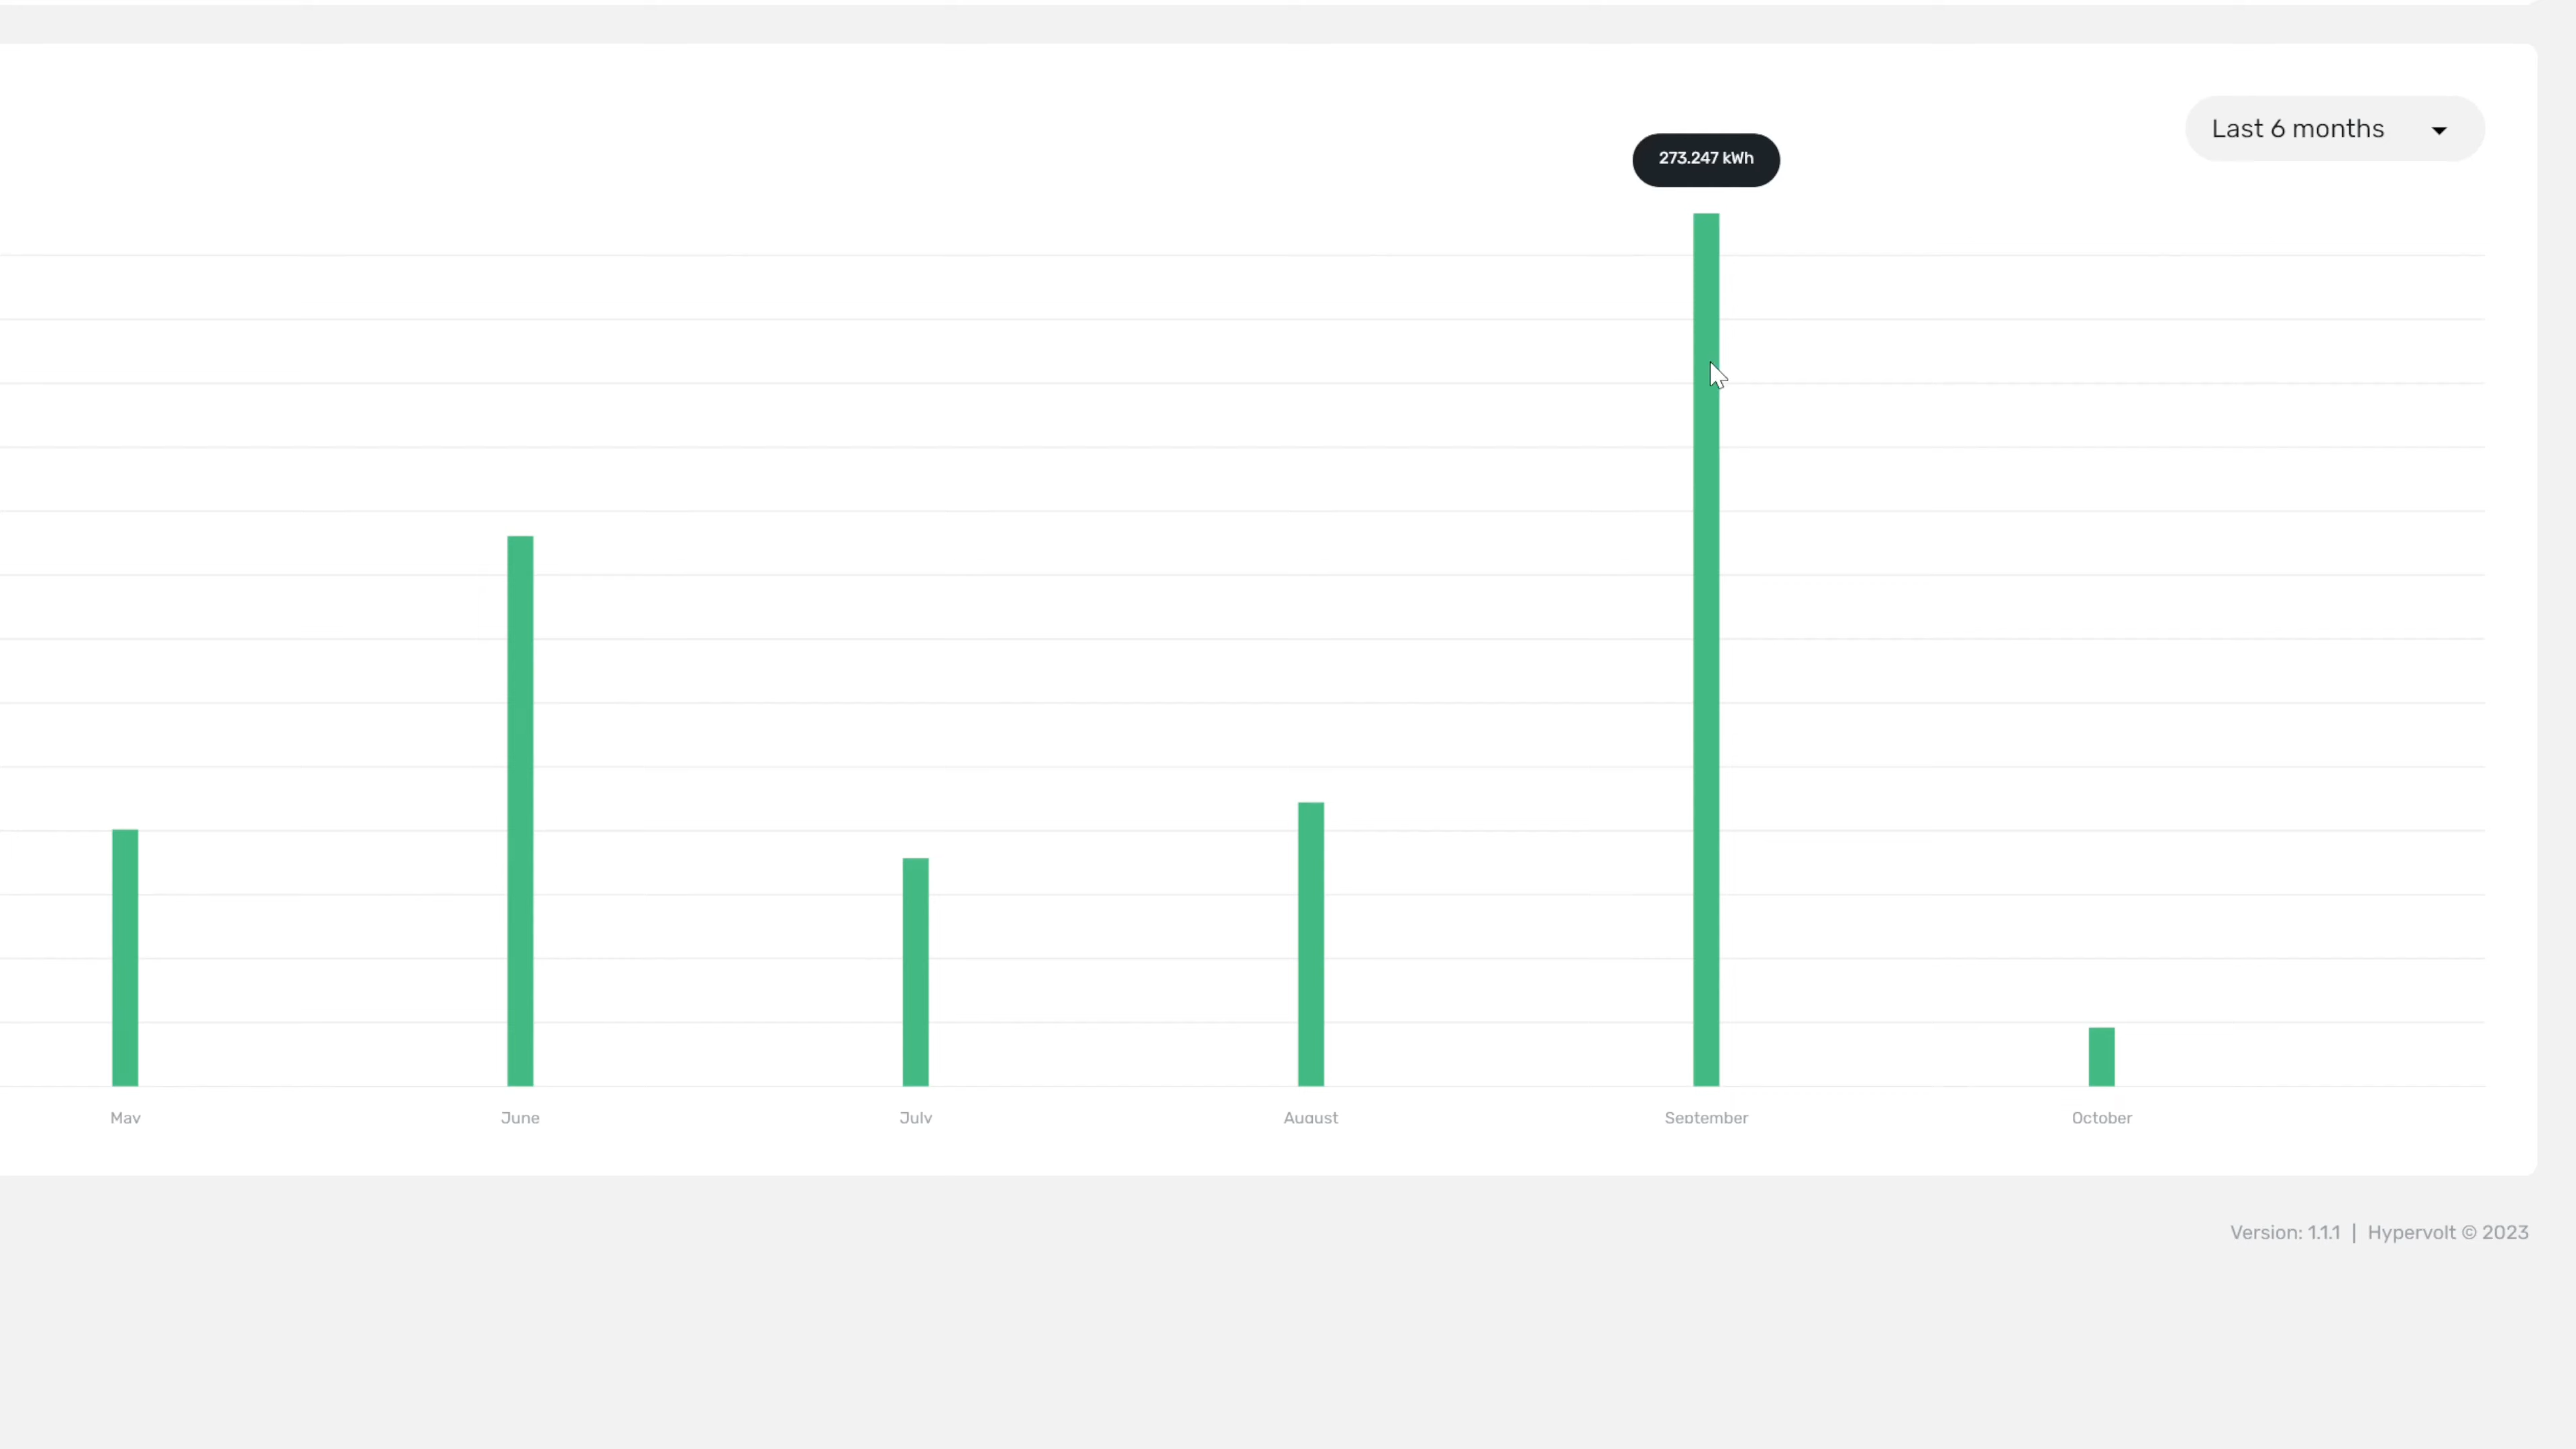 Last 6 months
273.247 kWh
May
June
July
August
September
October
Version: 1.1.1 | Hypervolt © 2023